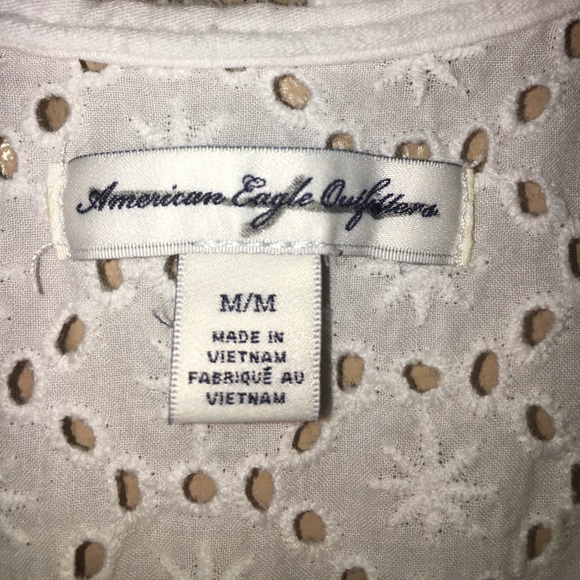 American Eagle Outfitters
M/M
MADE IN
VIETNAM
FABRIQUÉ AU
VIETNAM